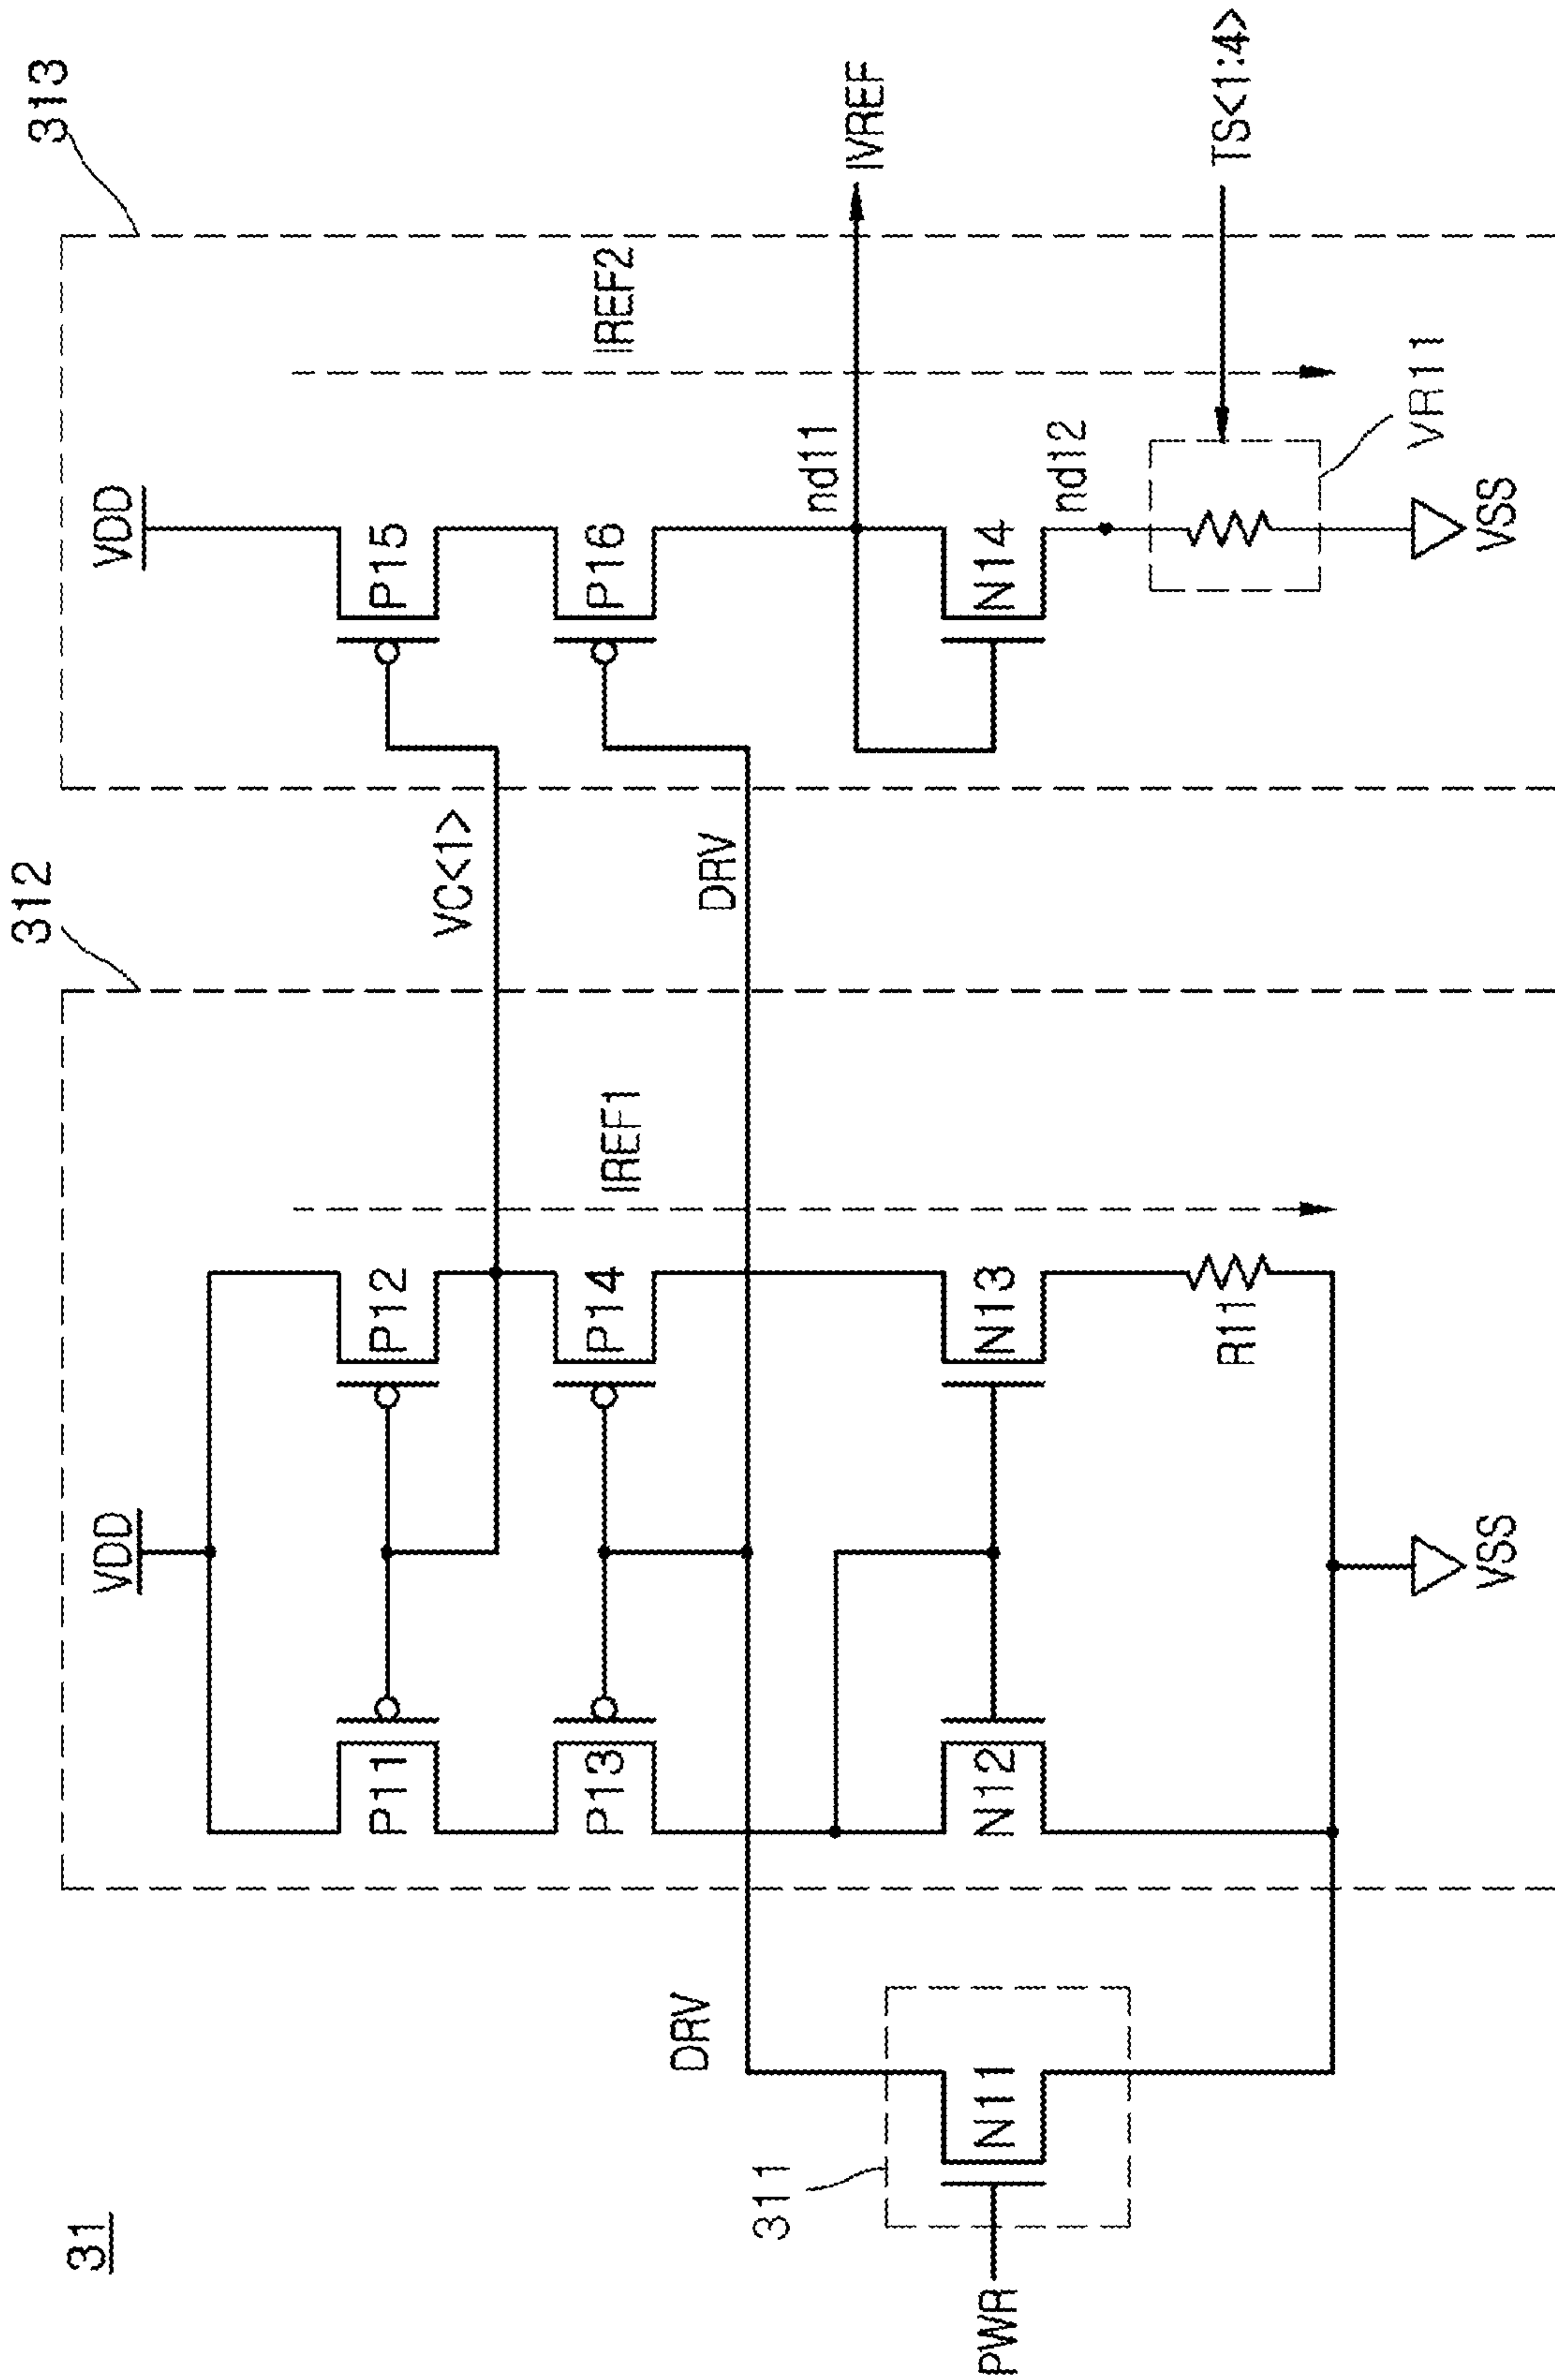 31
312
313
VDD
VDD
P11
P12
P15
VC<1>
P13
P14
IREF1
P16
IREF2
DRV
DRV
nd11
IVREF
311
PWR
N11
N12
N13
N14
nd12
R11
TS<1:4>
VR11
VSS
VSS